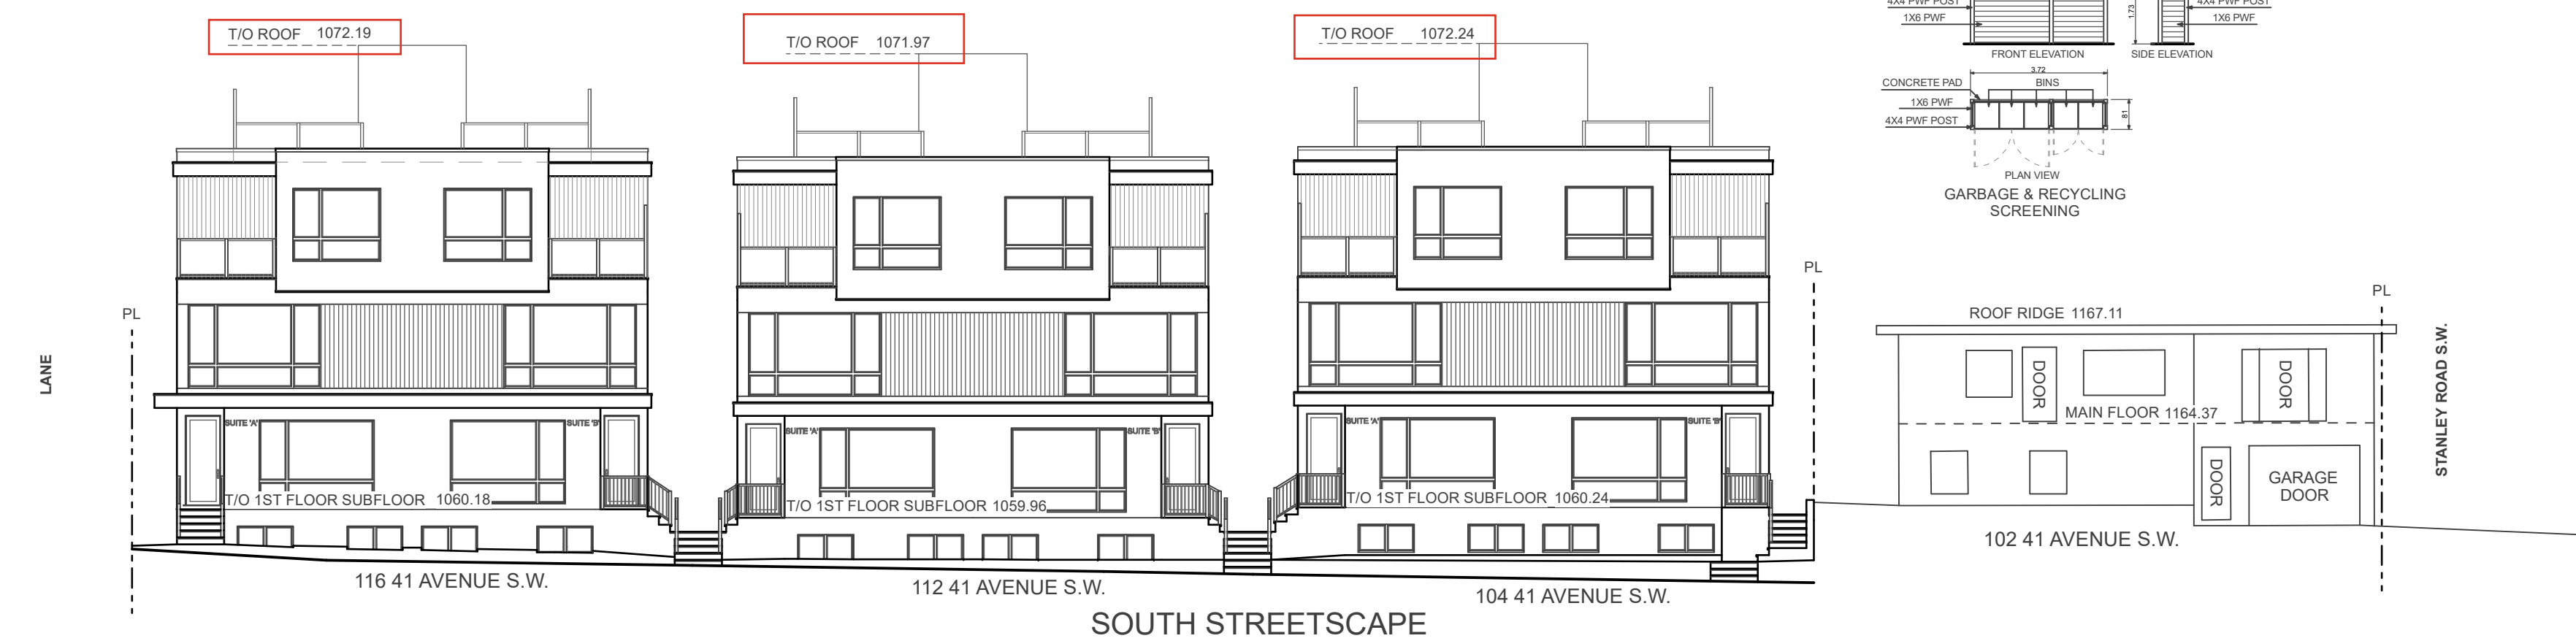 T/O ROOF 1072.19
T/O ROOF 1071.97
T/O ROOF 1072.24
4X4 PWF POST
1X6 PWF
1.73
4X4 PWF POST
1X6 PWF
FRONT ELEVATION
SIDE ELEVATION
3.72
CONCRETE PAD
BINS
1X6 PWF
4X4 PWF POST
.81
PLAN VIEW
GARBAGE & RECYCLING
SCREENING
PL
LANE
SUITE 'A'
SUITE 'B'
T/O 1ST FLOOR SUBFLOOR 1060.18
SUITE 'A'
SUITE 'B'
T/O 1ST FLOOR SUBFLOOR 1059.96
SUITE 'A'
SUITE 'B'
T/O 1ST FLOOR SUBFLOOR 1060.24
PL
ROOF RIDGE 1167.11
DOOR
DOOR
MAIN FLOOR 1164.37
DOOR
GARAGE
DOOR
PL
STANLEY ROAD S.W.
116 41 AVENUE S.W.
112 41 AVENUE S.W.
104 41 AVENUE S.W.
102 41 AVENUE S.W.
SOUTH STREETSCAPE